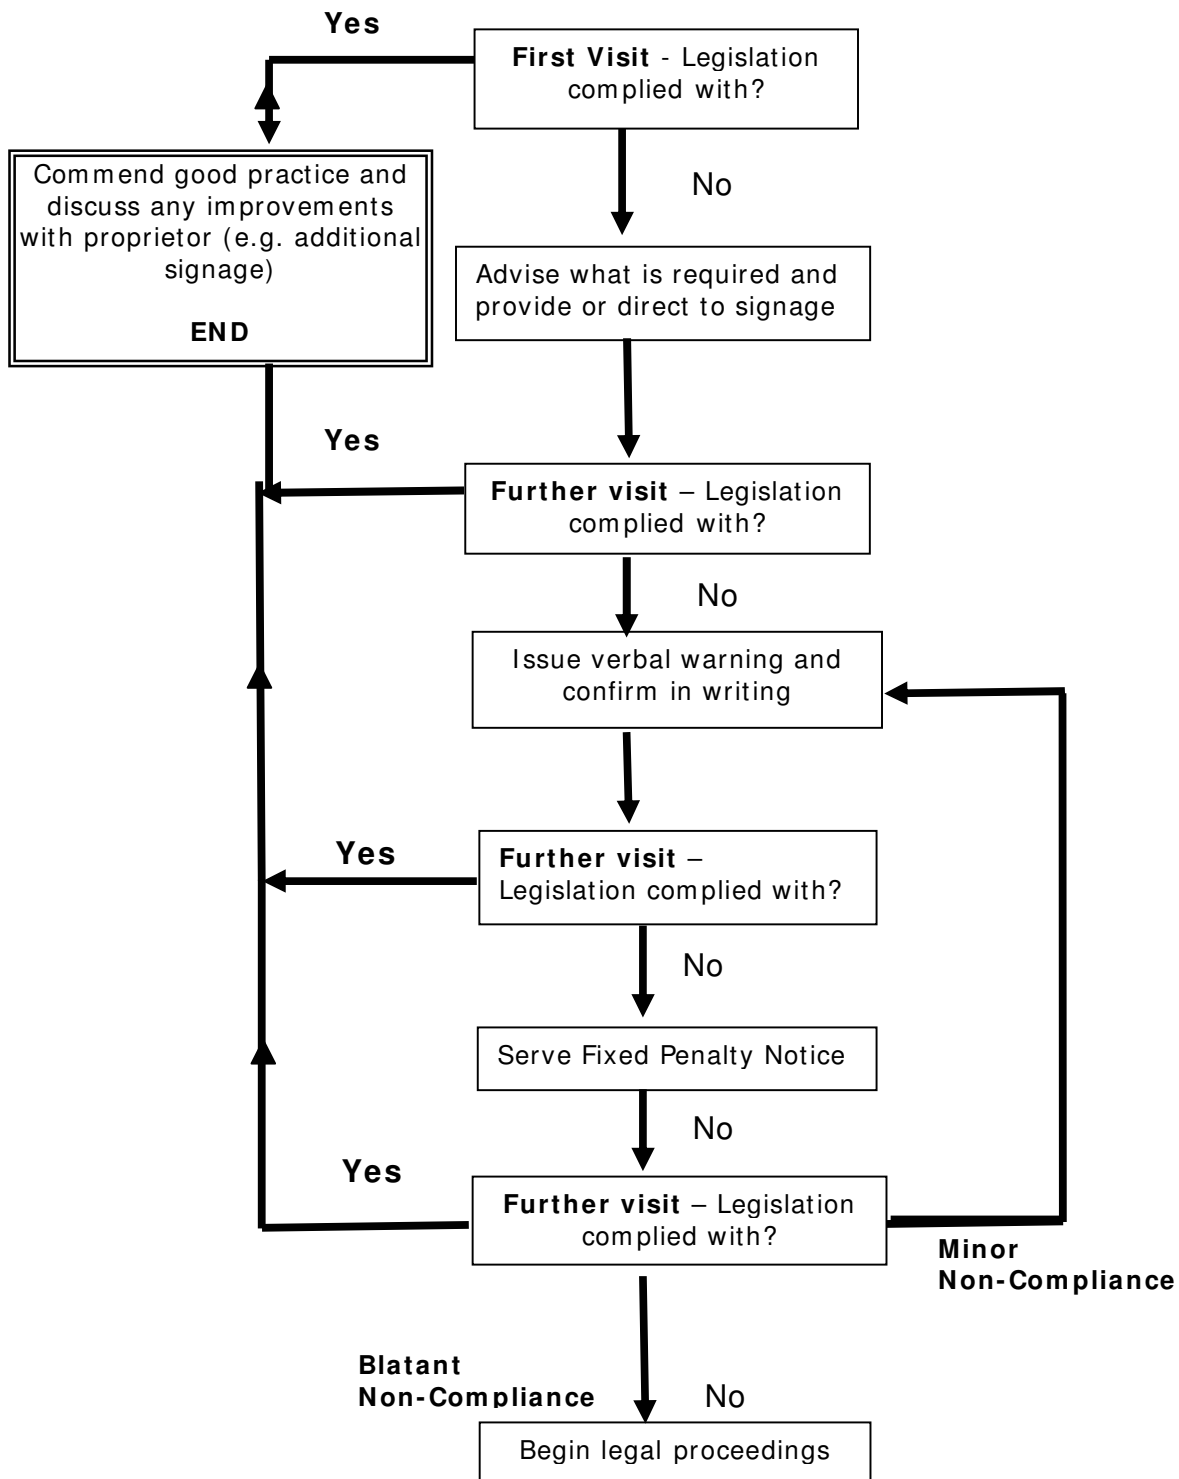 Yes
First Visit - Legislation
complied with?
No
Commend good practice and
discuss any improvements
with proprietor (e.g. additional
signage)
END
Advise what is required and
provide or direct to signage
Yes
Further visit – Legislation
complied with?
No
Issue verbal warning and
confirm in writing
Yes
Further visit –
Legislation complied with?
No
Serve Fixed Penalty Notice
No
Yes
Further visit – Legislation
complied with?
Minor
Non-Compliance
Blatant
Non-Compliance
No
Begin legal proceedings